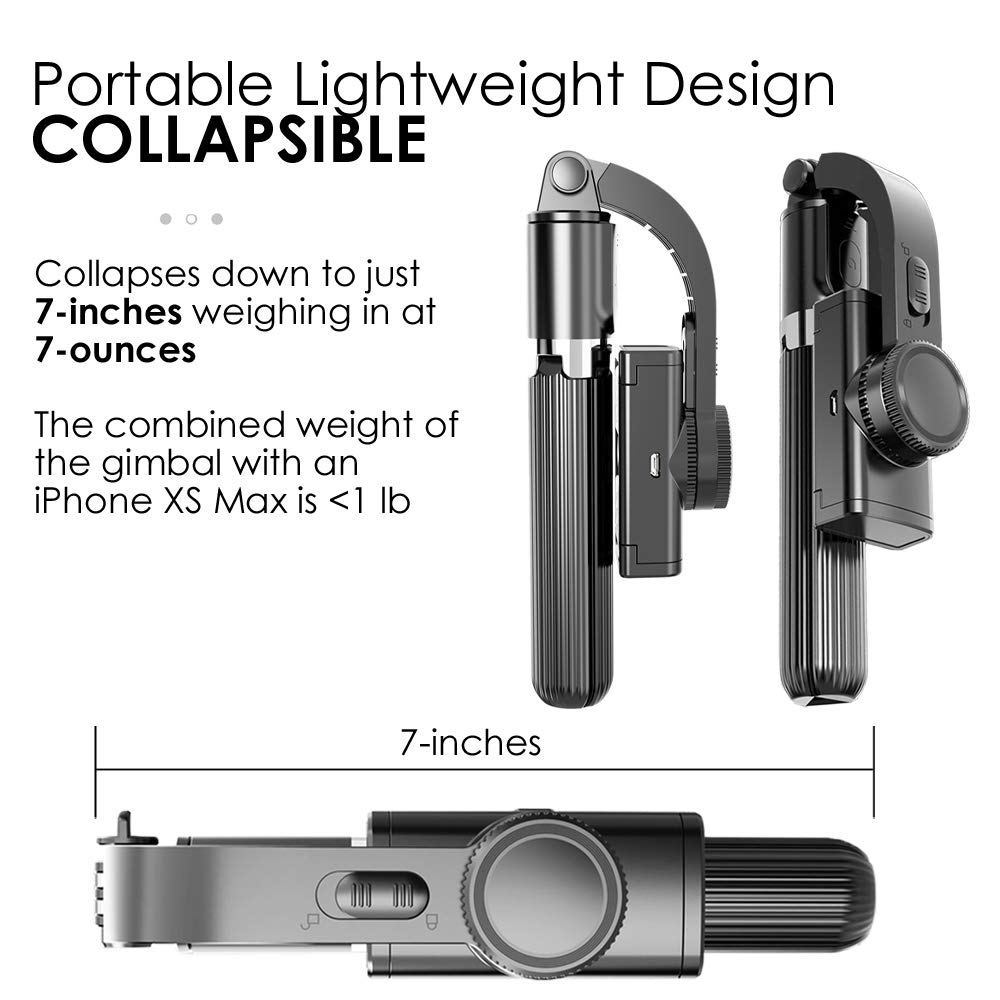 Portable Lightweight Design
COLLAPSIBLE
Collapses down to just
7-inches weighing in at
7-ounces
The combined weight of
the gimbal with an
iPhone XS Max is <1 lb
7-inches